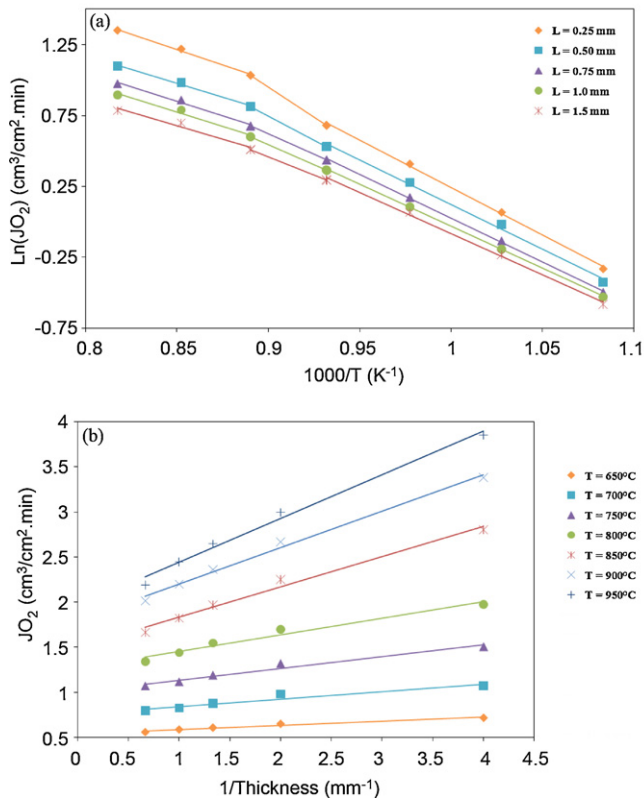 (a)
L = 0.25 mm
L = 0.50 mm
L = 0.75 mm
L = 1.0 mm
L = 1.5 mm
Ln(JO₂) (cm³/cm².min)
1.25
0.75
0.25
-0.25
-0.75
0.8 0.85 0.9 0.95 1 1.05 1.1
1000/T (K⁻¹)
(b)
T = 650°C
T = 700°C
T = 750°C
T = 800°C
T = 850°C
T = 900°C
T = 950°C
JO₂ (cm³/cm².min)
4
3.5
3
2.5
2
1.5
1
0.5
0 0.5 1 1.5 2 2.5 3 3.5 4 4.5
1/Thickness (mm⁻¹)